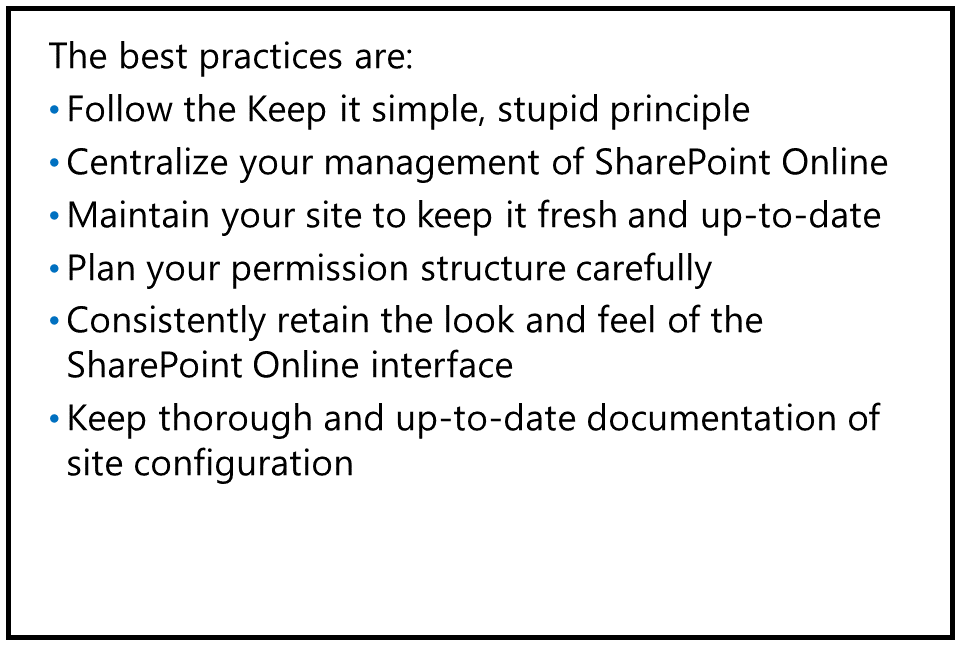 The best practices are:
• Follow the Keep it simple, stupid principle
• Centralize your management of SharePoint Online
• Maintain your site to keep it fresh and up-to-date
• Plan your permission structure carefully
• Consistently retain the look and feel of the
SharePoint Online interface
• Keep thorough and up-to-date documentation of
site configuration